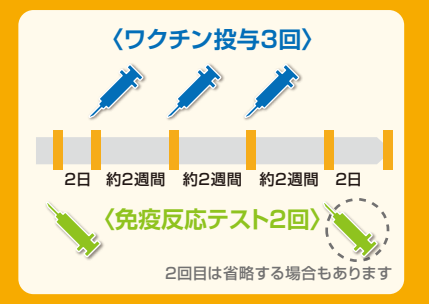 〈ワクチン投与3回〉
2日 約2週間 約2週間 約2週間 2日
〈免疫反応テスト2回〉
2回目は省略する場合もあります